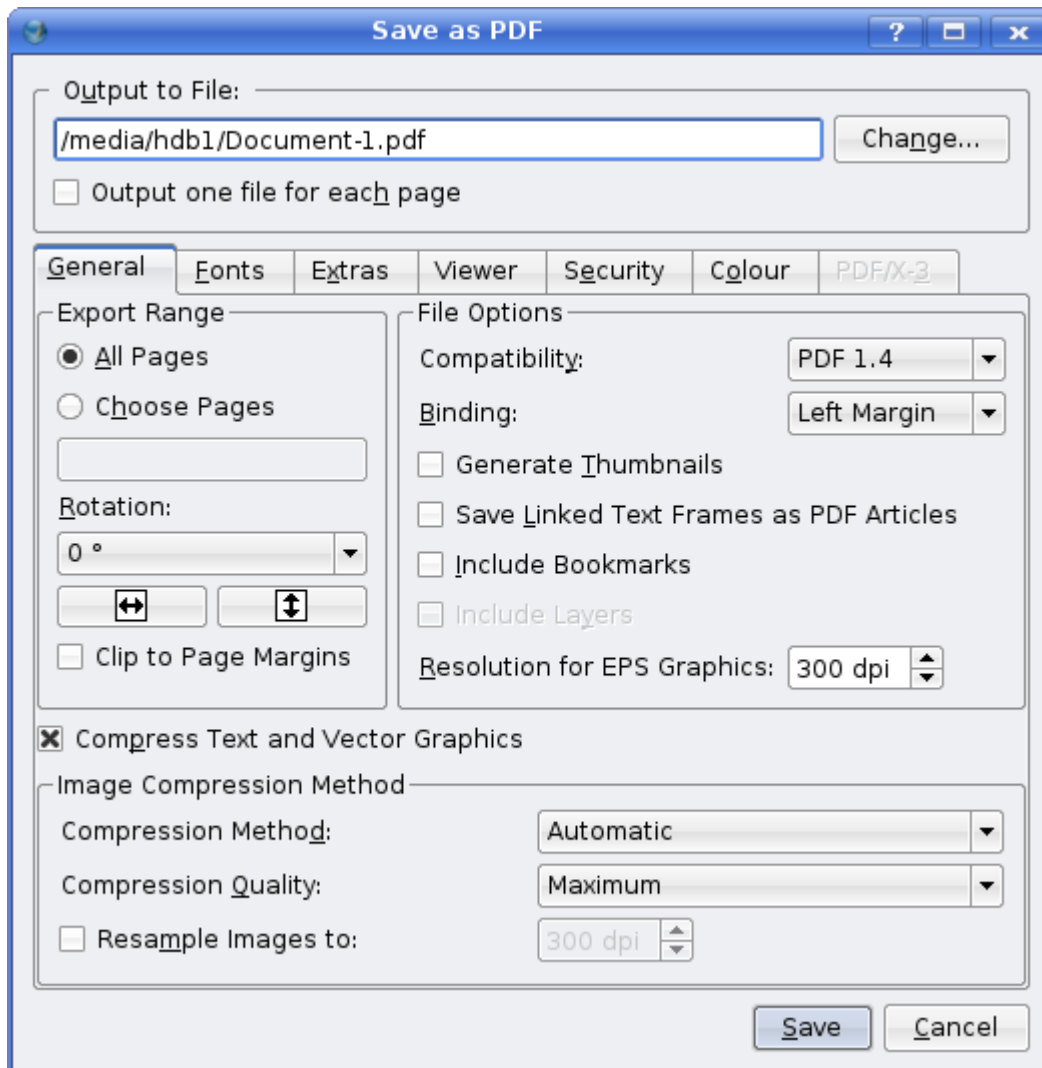 Save as PDF
Output to File:
/media/hdb1/Document-1.pdf Change...
Output one file for each page
General Fonts Extras Viewer Security Colour PDF/X-3
Export Range
All Pages
Choose Pages
Rotation:
0 °
Clip to Page Margins
File Options
Compatibility: PDF 1.4
Binding: Left Margin
Generate Thumbnails
Save Linked Text Frames as PDF Articles
Include Bookmarks
Include Layers
Resolution for EPS Graphics: 300 dpi
Compress Text and Vector Graphics
Image Compression Method
Compression Method: Automatic
Compression Quality: Maximum
Resample Images to: 300 dpi
Save Cancel